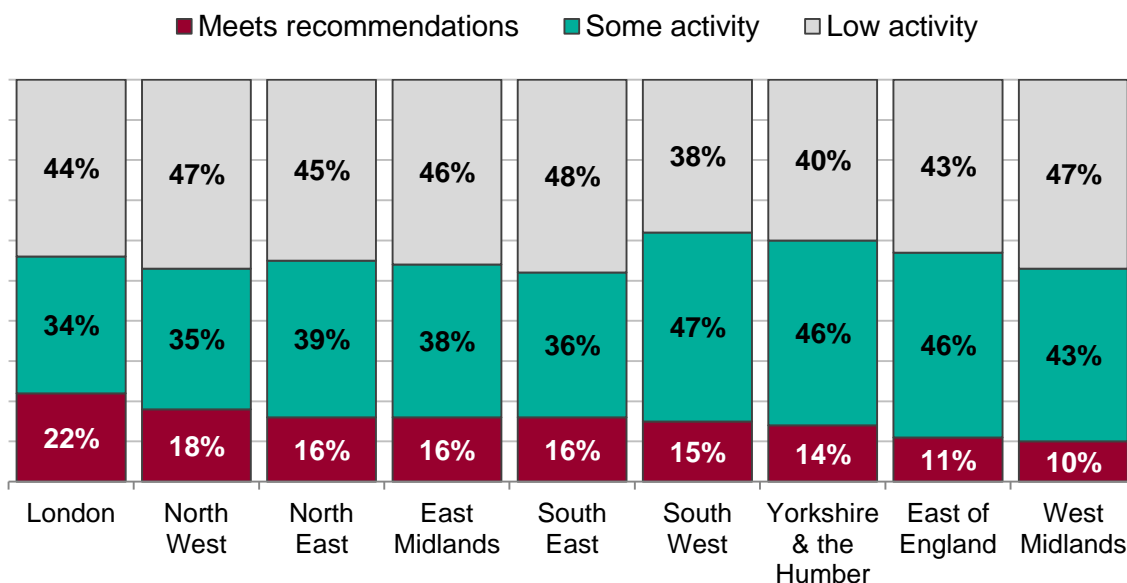 Meets recommendations Some activity Low activity
44% 47% 45% 46% 48% 38% 40% 43% 47%
34% 35% 39% 38% 36% 47% 46% 46% 43%
22% 18% 16% 16% 16% 15% 14% 11% 10%
London North North East South South Yorkshire East of West
West East Midlands East West & the England Midlands
Humber